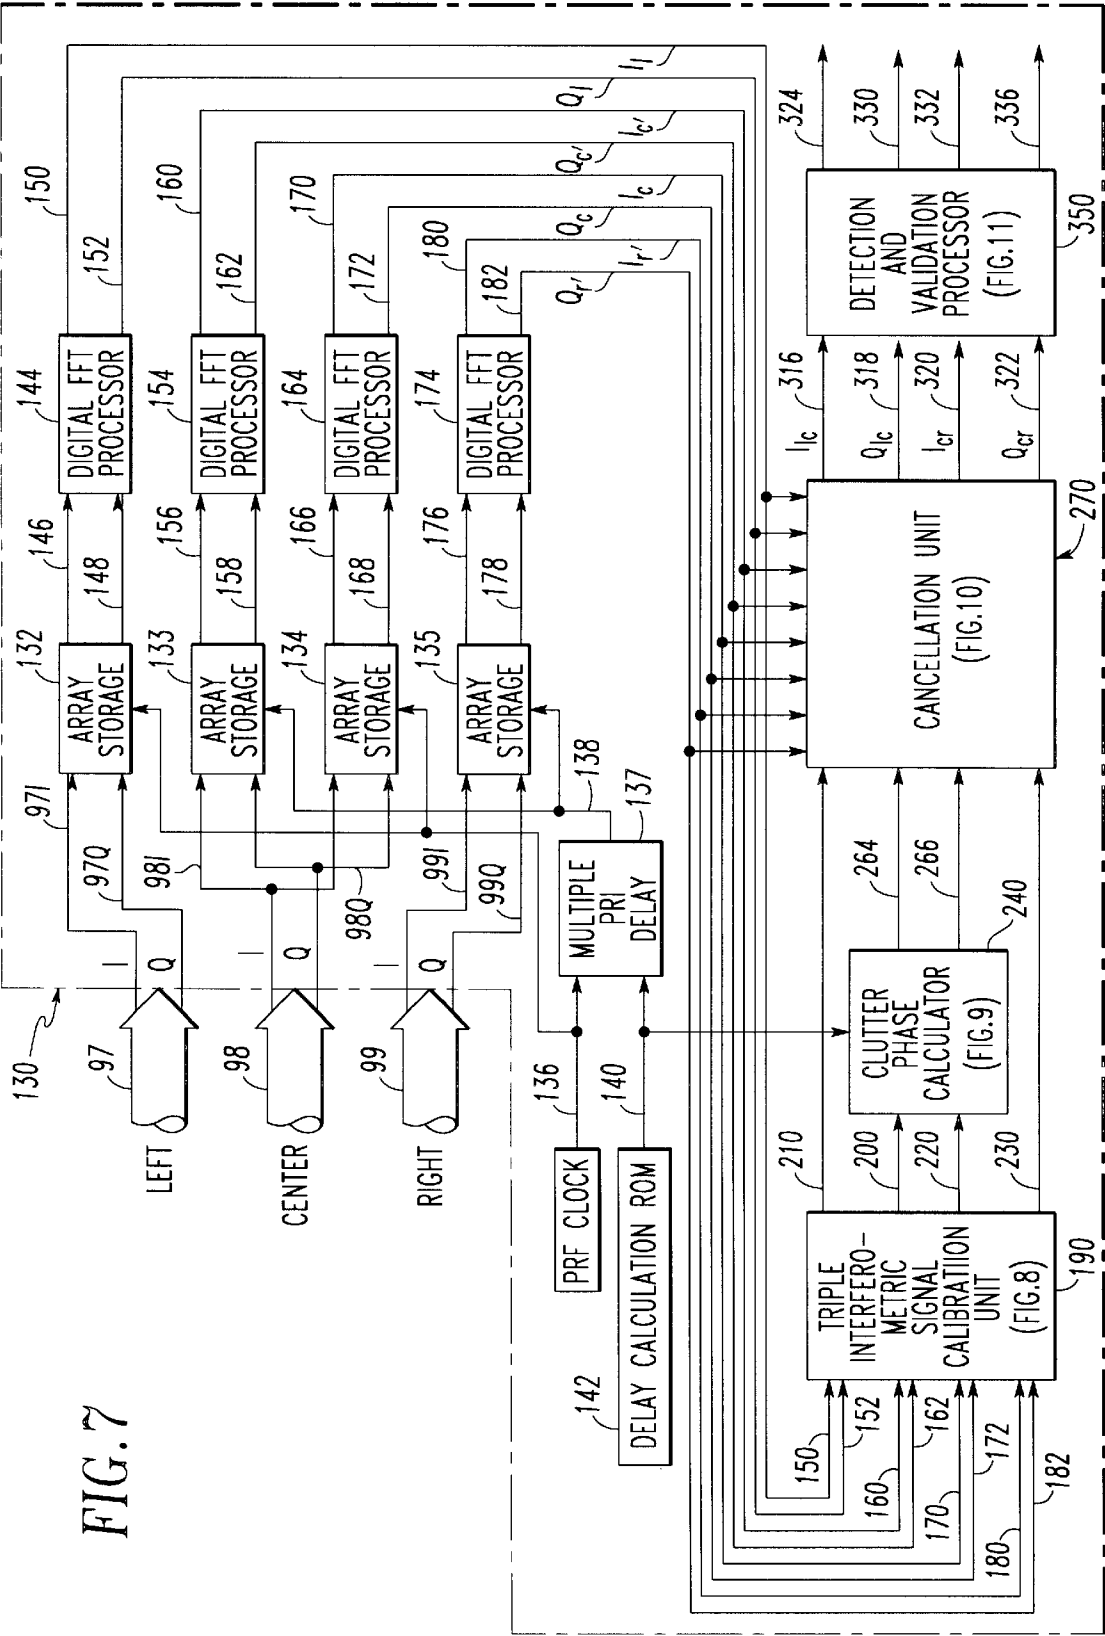 FIG.7
130
97
LEFT
98
CENTER
99
RIGHT
I
Q
I
Q
I
Q
97I
97Q
98I
98Q
99I
99Q
132
ARRAY
STORAGE
133
ARRAY
STORAGE
134
ARRAY
STORAGE
135
ARRAY
STORAGE
146
148
156
158
166
168
176
178
144
DIGITAL FFT
PROCESSOR
154
DIGITAL FFT
PROCESSOR
164
DIGITAL FFT
PROCESSOR
174
DIGITAL FFT
PROCESSOR
150
152
160
162
170
172
180
182
Il
Ql
Ic'
Qc'
Ic
Qc
Ir'
Qr'
PRF CLOCK
136
142
DELAY CALCULATION ROM
140
MULTIPLE
PRI
DELAY
137
138
150
152
160
162
170
172
180
182
TRIPLE
INTERFERO-
METRIC
SIGNAL
CALIBRATIION
UNIT
(FIG.8)
190
210
200
220
230
CLUTTER
PHASE
CALCULATOR
(FIG.9)
240
264
266
CANCELLATION UNIT
(FIG.10)
270
Ilc
316
Qlc
318
Icr
320
Qcr
322
DETECTION
AND
VALIDATION
PROCESSOR
(FIG.11)
350
324
330
332
336